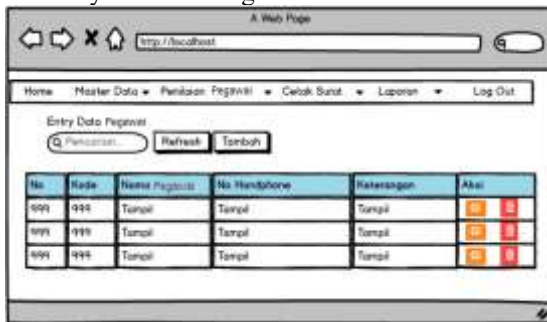 A Web Page
http://localhost
Home Master Data Penilaian Pegawai Cetak Surat Laporan Log Out
Entry Data Pegawai
Pencarian... Refresh Tambah
No Kode Nama Pegawai No Handphone Keterangan Aksi
999 999 Tampil Tampil Tampil
999 999 Tampil Tampil Tampil
999 999 Tampil Tampil Tampil